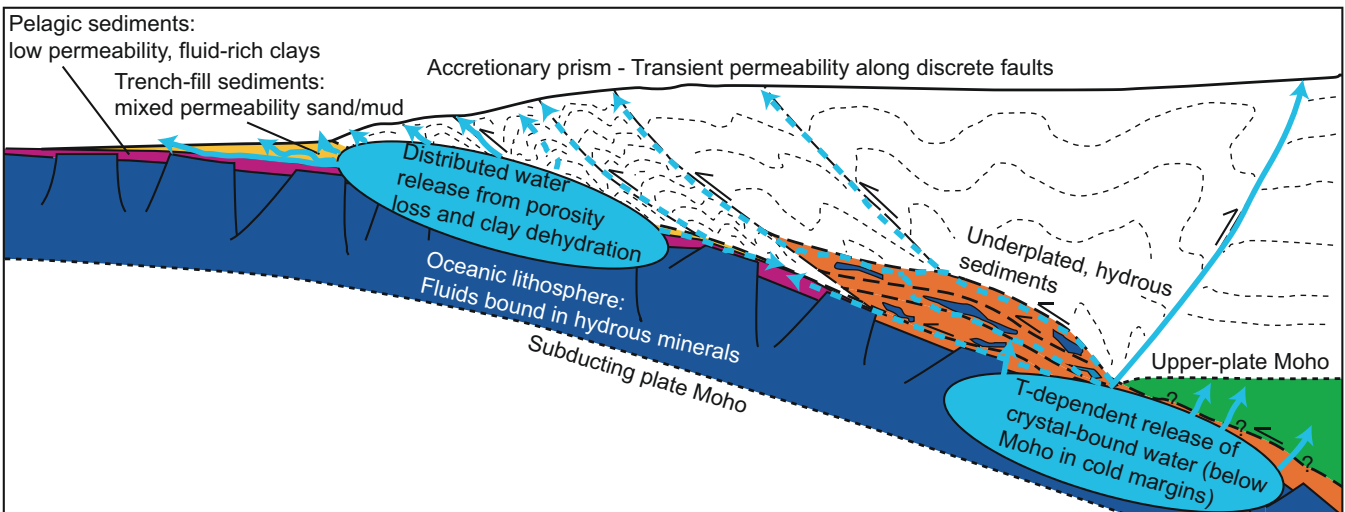 Pelagic sediments:
low permeability, fluid-rich clays
Trench-fill sediments:
mixed permeability sand/mud
Accretionary prism - Transient permeability along discrete faults
Distributed water
release from porosity
loss and clay dehydration
Oceanic lithosphere:
Fluids bound in hydrous minerals
Subducting plate Moho
Underplated, hydrous
sediments
Upper-plate Moho
T-dependent release of
crystal-bound water (below
Moho in cold margins)
?
?
?